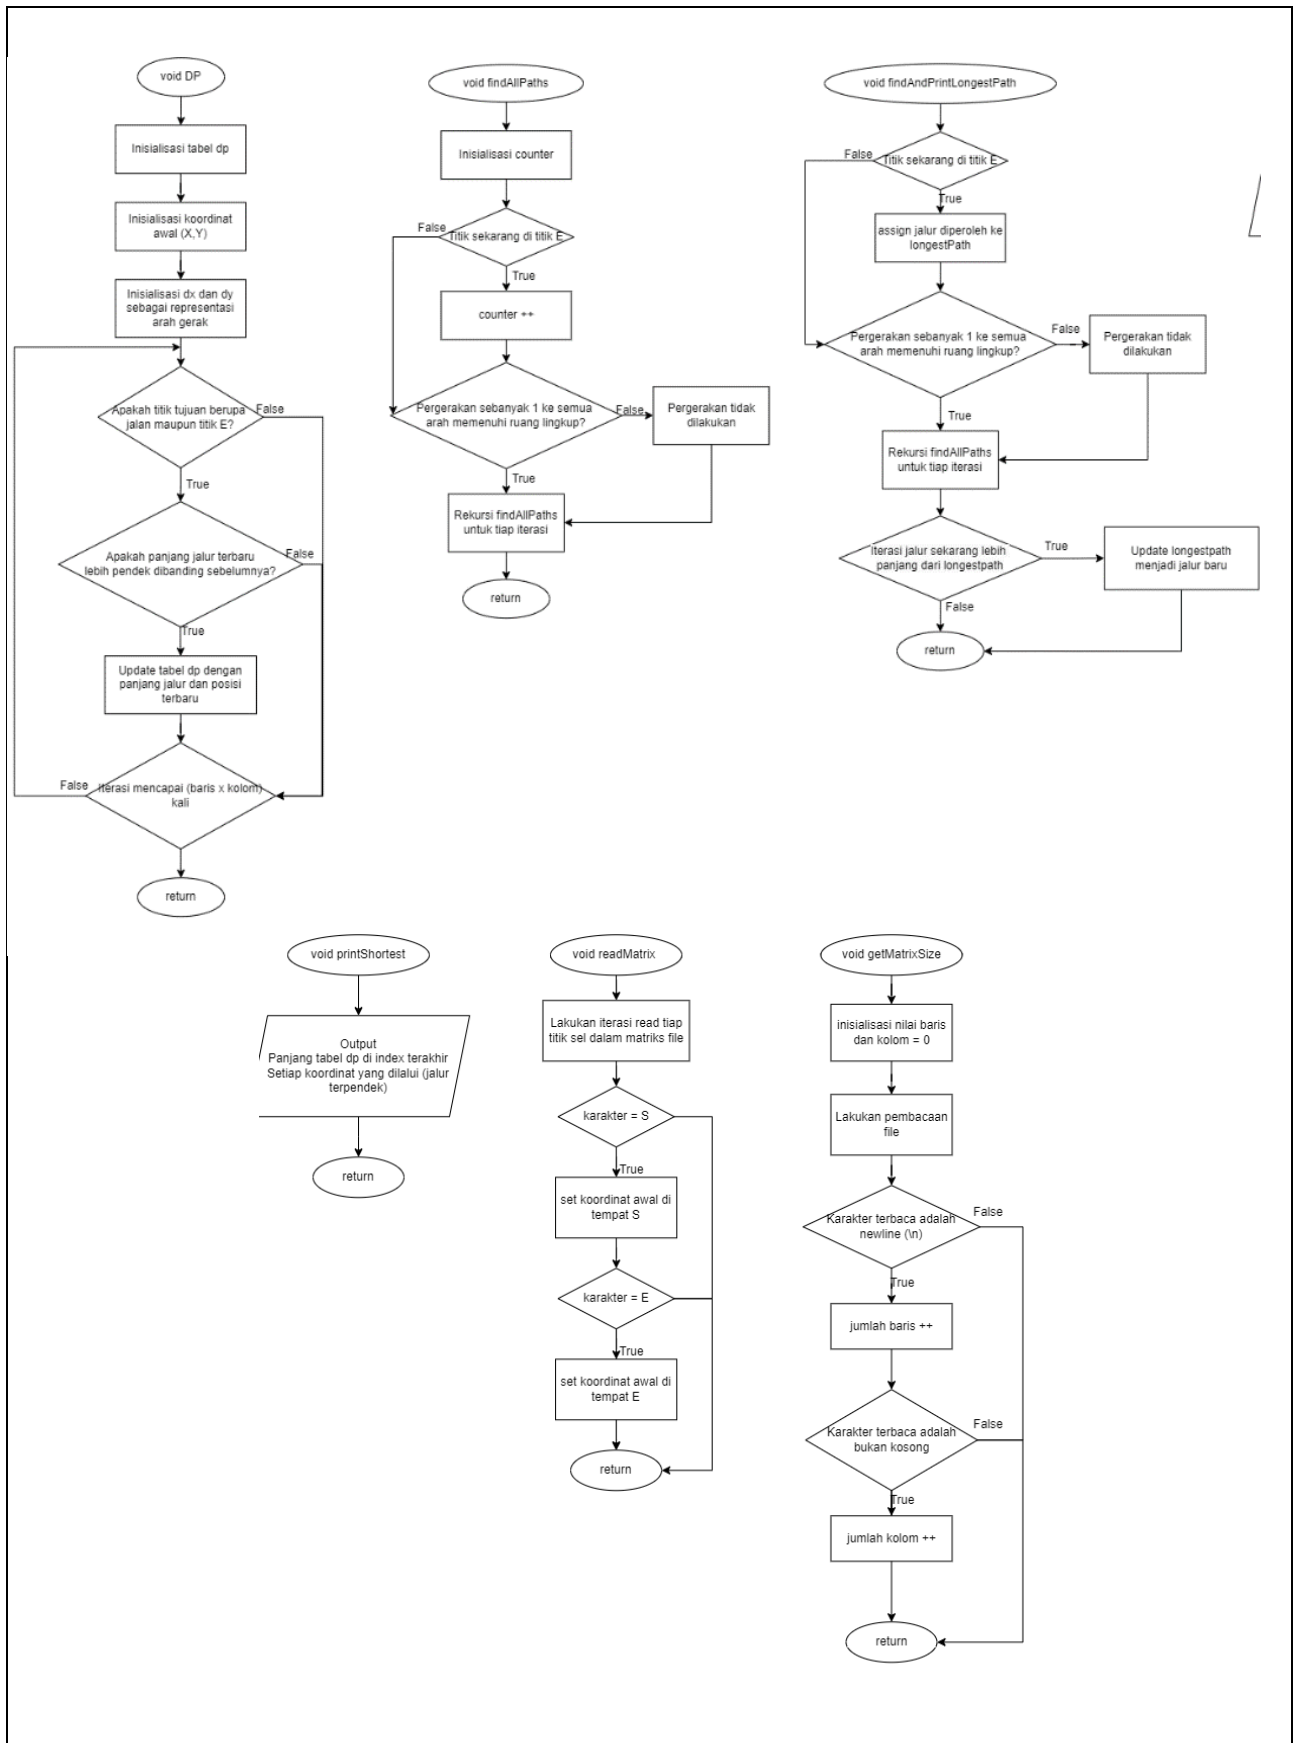 void DP
Inisialisasi tabel dp
Inisialisasi koordinat
awal (X,Y)
Inisialisasi dx dan dy
sebagai representasi
arah gerak
Apakah titik tujuan berupa
jalan maupun titik E?
False
True
Apakah panjang jalur terbaru
lebih pendek dibanding sebelumnya?
False
True
Update tabel dp dengan
panjang jalur dan posisi
terbaru
Iterasi mencapai (baris x kolom)
kali
False
return
void findAllPaths
Inisialisasi counter
False
Titik sekarang di titik E
True
counter ++
Pergerakan sebanyak 1 ke semua
arah memenuhi ruang lingkup?
False
Pergerakan tidak
dilakukan
True
Rekursi findAllPaths
untuk tiap iterasi
return
void findAndPrintLongestPath
False
Titik sekarang di titik E
True
assign jalur diperoleh ke
longestPath
Pergerakan sebanyak 1 ke semua
arah memenuhi ruang lingkup?
False
Pergerakan tidak
dilakukan
True
Rekursi findAllPaths
untuk tiap iterasi
iterasi jalur sekarang lebih
panjang dari longestpath
True
Update longestpath
menjadi jalur baru
False
return
void printShortest
Output
Panjang tabel dp di index terakhir
Setiap koordinat yang dilalui (jalur
terpendek)
return
void readMatrix
Lakukan iterasi read tiap
titik sel dalam matriks file
karakter = S
True
set koordinat awal di
tempat S
karakter = E
True
set koordinat awal di
tempat E
return
void getMatrixSize
inisialisasi nilai baris
dan kolom = 0
Lakukan pembacaan
file
Karakter terbaca adalah
newline (\n)
False
True
jumlah baris ++
Karakter terbaca adalah
bukan kosong
False
True
jumlah kolom ++
return